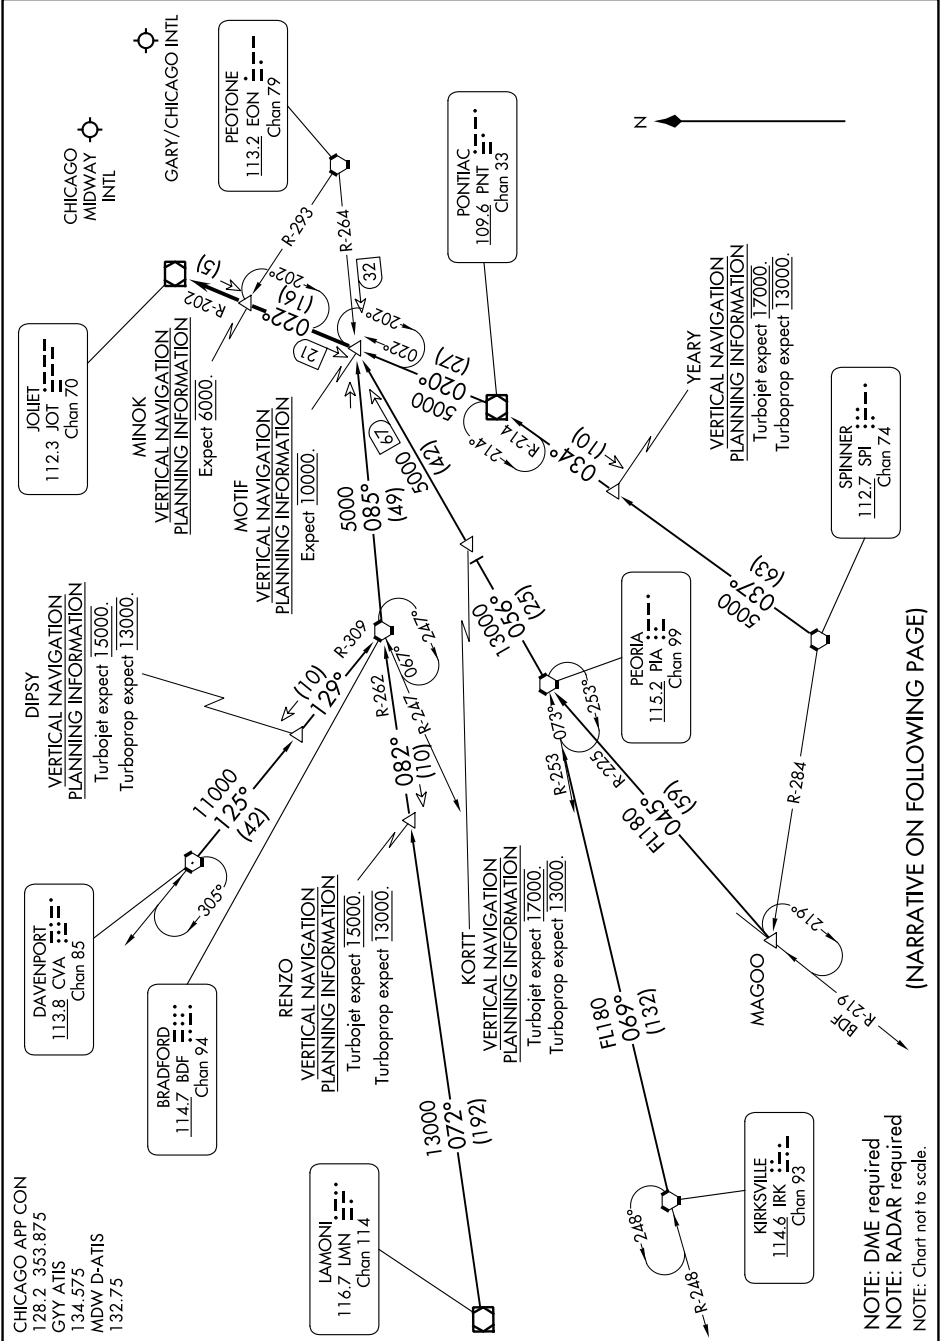 CHICAGO APP CON
128.2 353.875
GYY ATIS
134.575
MDW D-ATIS
132.75
DAVENPORT
113.8 CVA
Chan 85
DIPSY
VERTICAL NAVIGATION
PLANNING INFORMATION
Turbojet expect 15000.
Turboprop expect 13000.
JOLIET
112.3 JOT
Chan 70
CHICAGO
MIDWAY
INTL
GARY/CHICAGO INTL
MINOK
VERTICAL NAVIGATION
PLANNING INFORMATION
Expect 6000.
PEOTONE
113.2 EON
Chan 79
MOTIF
VERTICAL NAVIGATION
PLANNING INFORMATION
Expect 10000.
BRADFORD
114.7 BDF
Chan 94
305°
11000
125°
(42)
(10)
129°
R-309
R-202
(5)
R-293
202°
(16)
022°
R-264
21
32
202°
022°
5000
085°
(49)
67
5000
(42)
5000
020°
(27)
RENZO
VERTICAL NAVIGATION
PLANNING INFORMATION
Turbojet expect 15000.
Turboprop expect 13000.
R-262
082°
(10)
R-247
067°
247°
PONTIAC
109.6 PNT
Chan 33
N
214°
R-214
034°
(10)
LAMONI
116.7 LMN
Chan 114
13000
072°
(192)
KORTT
VERTICAL NAVIGATION
PLANNING INFORMATION
Turbojet expect 17000.
Turboprop expect 13000.
13000
056°
(25)
YEARY
VERTICAL NAVIGATION
PLANNING INFORMATION
Turbojet expect 17000.
Turboprop expect 13000.
R-253
073°
253°
R-225
PEORIA
115.2 PIA
Chan 99
5000
037°
(63)
FL180
069°
(132)
FL180
045°
(59)
248°
R-248
KIRKSVILLE
114.6 IRK
Chan 93
MAGOO
219°
BDF
R-219
R-284
SPINNER
112.7 SPI
Chan 74
NOTE: DME required
NOTE: RADAR required
NOTE: Chart not to scale.
(NARRATIVE ON FOLLOWING PAGE)